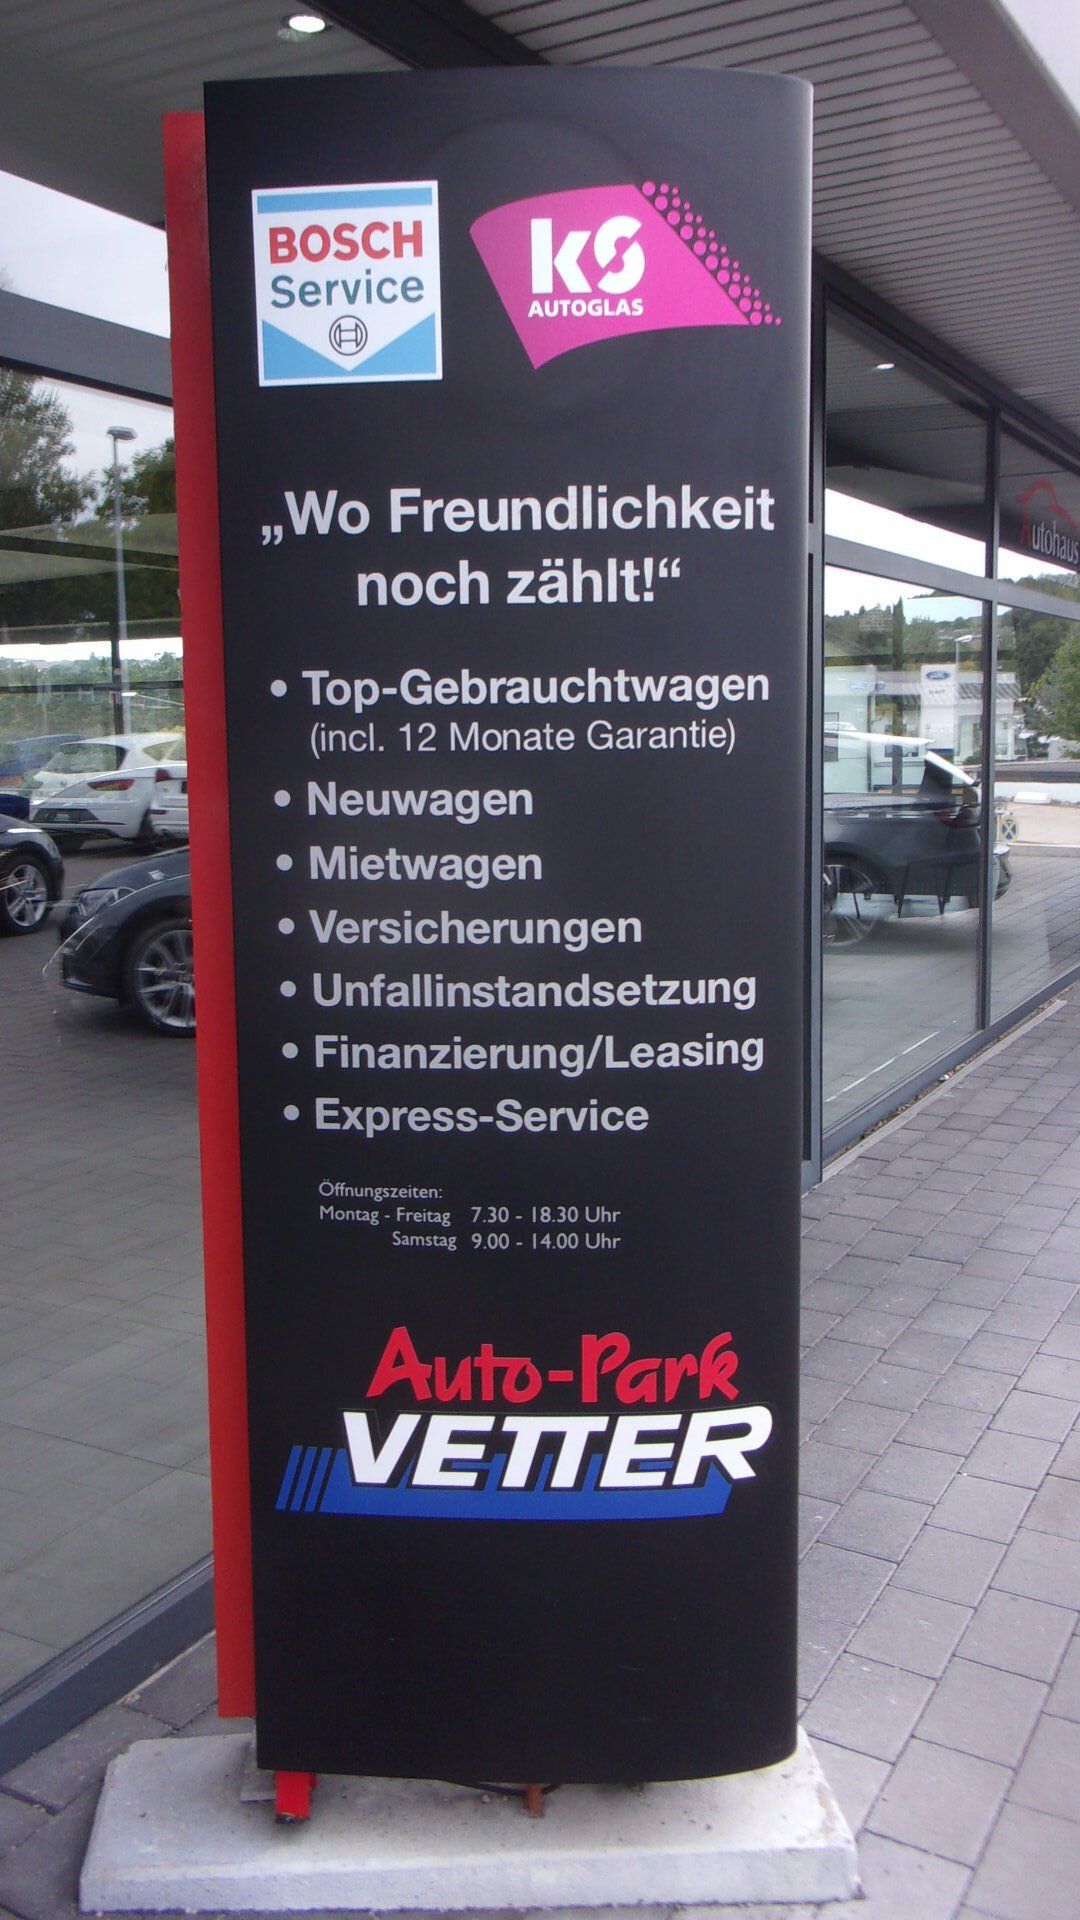 BOSCH
Service
ks
AUTOGLAS
„Wo Freundlichkeit
noch zählt!“
• Top-Gebrauchtwagen
(incl. 12 Monate Garantie)
• Neuwagen
• Mietwagen
• Versicherungen
• Unfallinstandsetzung
• Finanzierung/Leasing
• Express-Service
Öffnungszeiten:
Montag - Freitag 7.30 - 18.30 Uhr
Samstag 9.00 - 14.00 Uhr
Auto-Park
VETTER
Autohaus
Ford